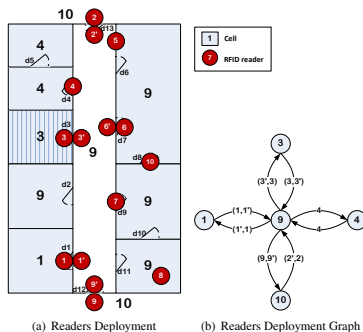 10
2
2'
d13
5
4
d5
d6
4
4
d4
9
d3
3
3
3'
6'
6
d7
9
d8
10
9
d2
9
7
d9
d10
d1
1
1
1'
d11
9
8
d12
9'
9
10
1 Cell
7 RFID reader
3
(3',3)
(3,3')
1
(1,1')
(1',1)
9
4
4
4
(9,9')
(2',2)
10
(a) Readers Deployment
(b) Readers Deployment Graph